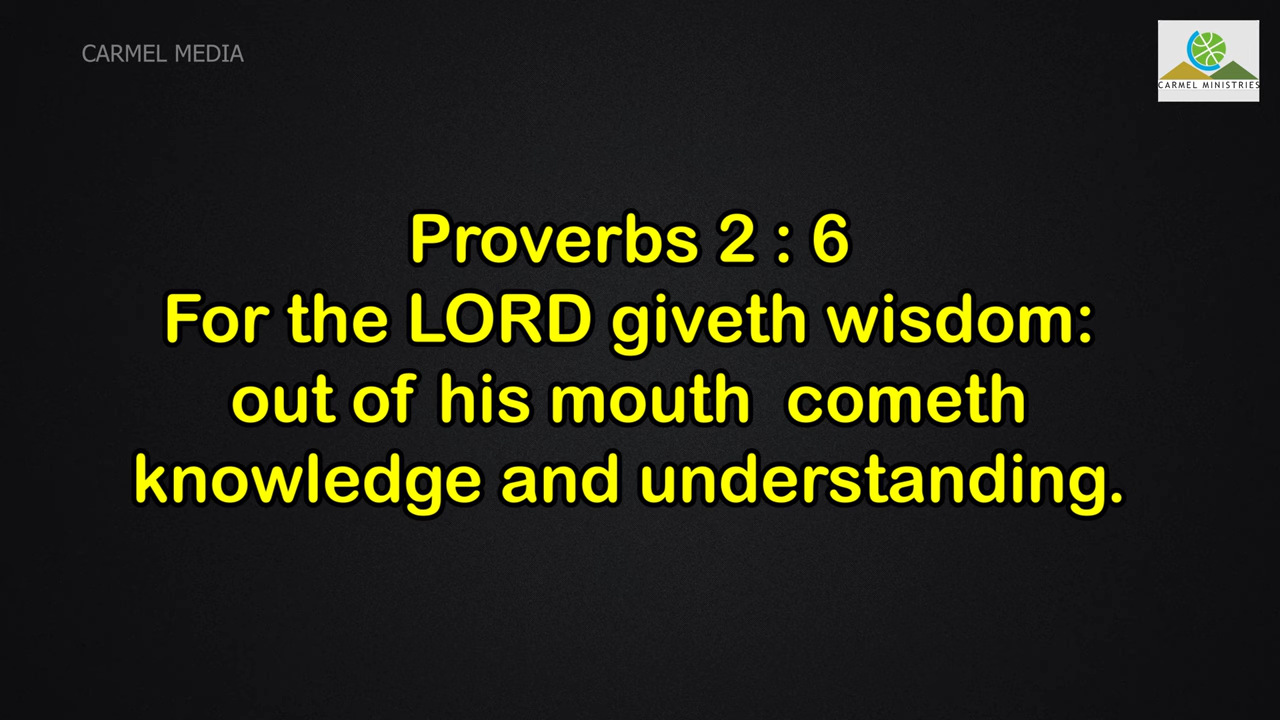 CARMEL MEDIA
CARMEL MINISTRIES
Proverbs 2 : 6
For the LORD giveth wisdom:
out of his mouth cometh
knowledge and understanding.